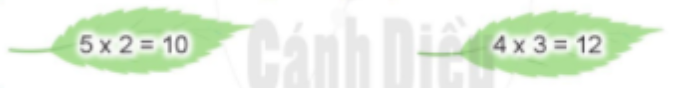 5 x 2 = 10
4 x 3 = 12
Cánh Diều